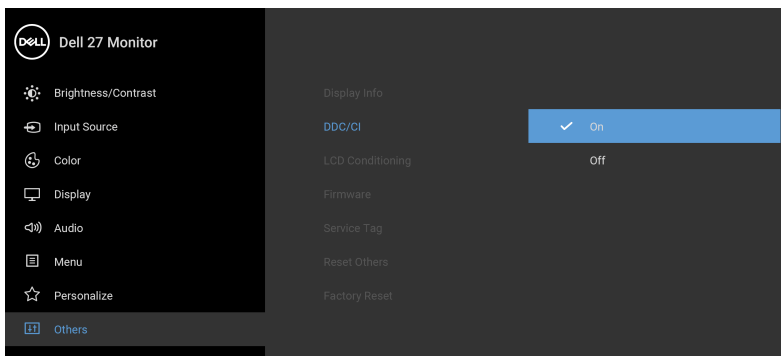 DELL
Dell 27 Monitor
Brightness/Contrast
Input Source
Color
Display
Audio
Menu
Personalize
Others
Display Info
DDC/CI
LCD Conditioning
Firmware
Service Tag
Reset Others
Factory Reset
On
Off